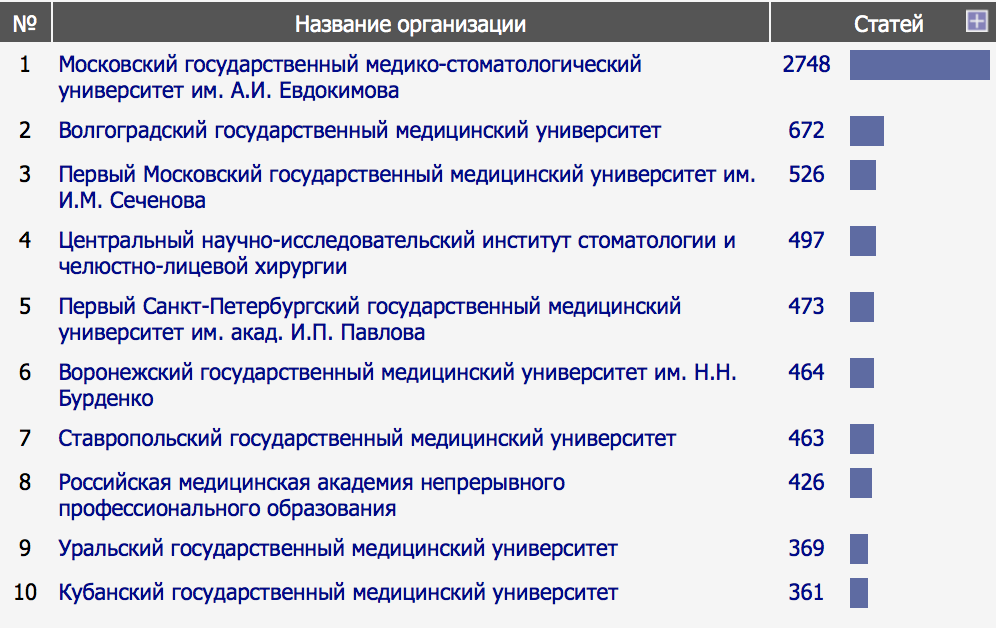 № Название организации Статей
1 Московский государственный медико-стоматологический 2748
университет им. А.И. Евдокимова
2 Волгоградский государственный медицинский университет 672
3 Первый Московский государственный медицинский университет им. 526
И.М. Сеченова
4 Центральный научно-исследовательский институт стоматологии и 497
челюстно-лицевой хирургии
5 Первый Санкт-Петербургский государственный медицинский 473
университет им. акад. И.П. Павлова
6 Воронежский государственный медицинский университет им. Н.Н. 464
Бурденко
7 Ставропольский государственный медицинский университет 463
8 Российская медицинская академия непрерывного 426
профессионального образования
9 Уральский государственный медицинский университет 369
10 Кубанский государственный медицинский университет 361